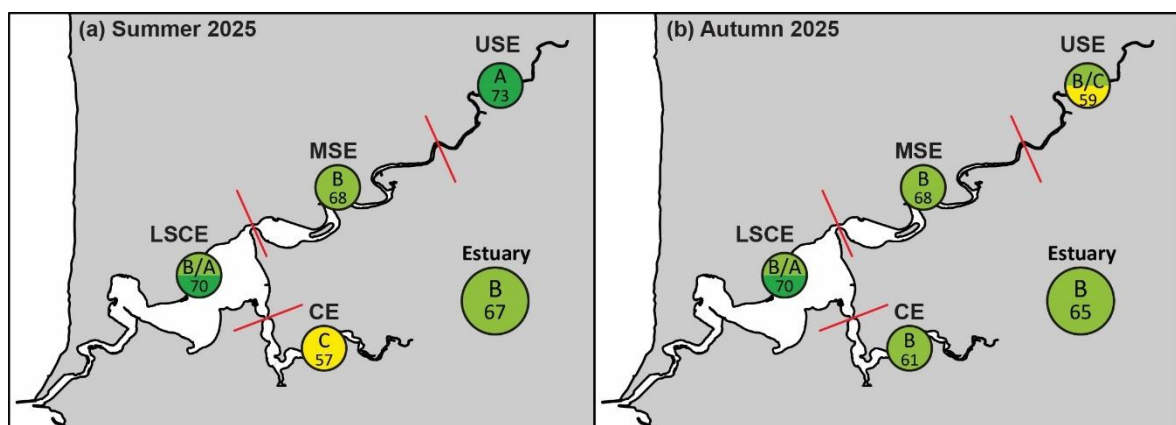 (a) Summer 2025
USE
A
73
MSE
B
68
LSCE
B/A
70
Estuary
B
67
CE
C
57
(b) Autumn 2025
USE
B/C
59
MSE
B
68
LSCE
B/A
70
Estuary
B
65
CE
B
61